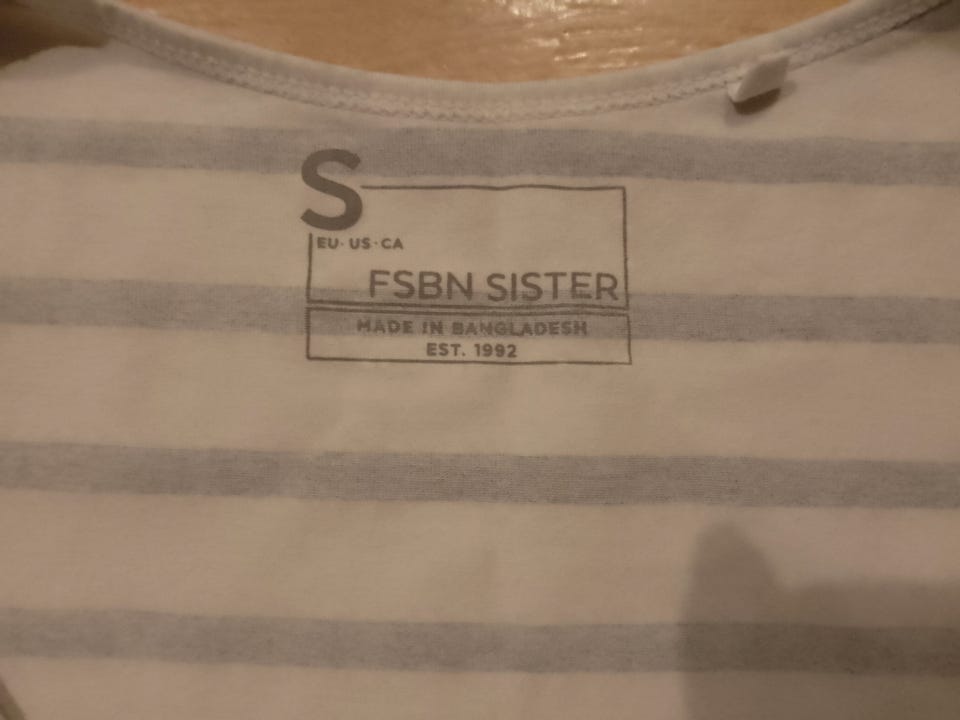 S
EU· US · CA
FSBN SISTER
MADE IN BANGLADESH
EST. 1992